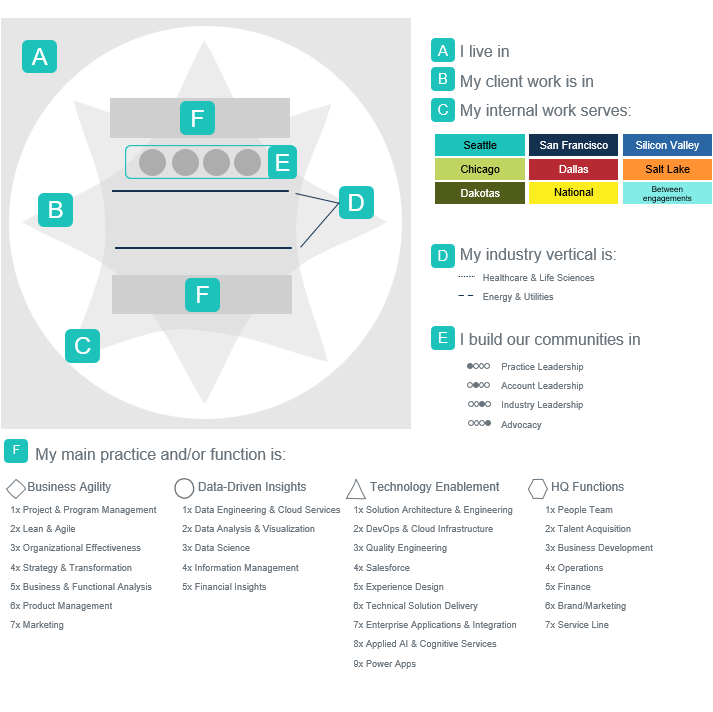 A
F
E
B
D
F
C
A I live in
B My client work is in
C My internal work serves:
Seattle San Francisco Silicon Valley
Chicago Dallas Salt Lake
Dakotas National Between
engagements
D My industry vertical is:
Healthcare & Life Sciences
Energy & Utilities
E I build our communities in
Practice Leadership
Account Leadership
Industry Leadership
Advocacy
F My main practice and/or function is:
Business Agility
1x Project & Program Management
2x Lean & Agile
3x Organizational Effectiveness
4x Strategy & Transformation
5x Business & Functional Analysis
6x Product Management
7x Marketing
Data-Driven Insights
1x Data Engineering & Cloud Services
2x Data Analysis & Visualization
3x Data Science
4x Information Management
5x Financial Insights
Technology Enablement
1x Solution Architecture & Engineering
2x DevOps & Cloud Infrastructure
3x Quality Engineering
4x Salesforce
5x Experience Design
6x Technical Solution Delivery
7x Enterprise Applications & Integration
8x Applied AI & Cognitive Services
9x Power Apps
HQ Functions
1x People Team
2x Talent Acquisition
3x Business Development
4x Operations
5x Finance
6x Brand/Marketing
7x Service Line